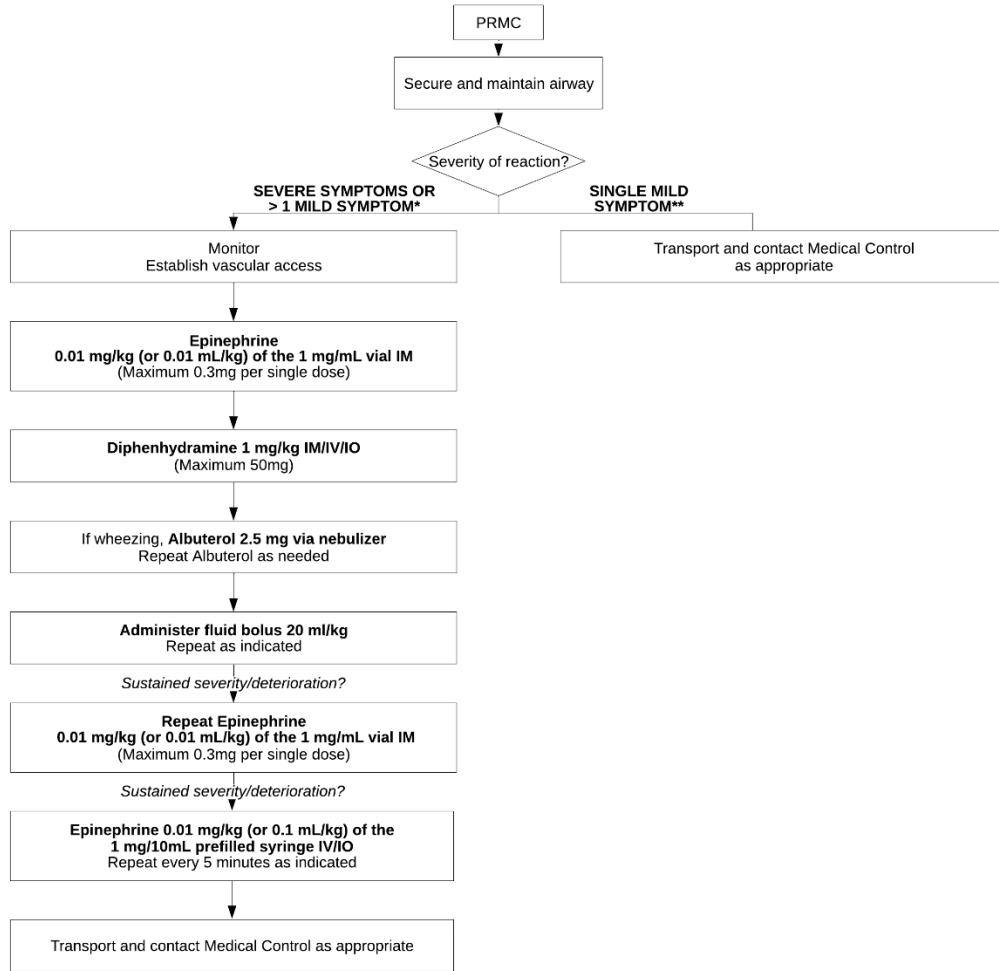 PRMC
Secure and maintain airway
Severity of reaction?
SEVERE SYMPTOMS OR
> 1 MILD SYMPTOM*
SINGLE MILD
SYMPTOM**
Monitor
Establish vascular access
Transport and contact Medical Control
as appropriate
Epinephrine
0.01 mg/kg (or 0.01 mL/kg) of the 1 mg/mL vial IM
(Maximum 0.3mg per single dose)
Diphenhydramine 1 mg/kg IM/IV/IO
(Maximum 50mg)
If wheezing, Albuterol 2.5 mg via nebulizer
Repeat Albuterol as needed
Administer fluid bolus 20 ml/kg
Repeat as indicated
Sustained severity/deterioration?
Repeat Epinephrine
0.01 mg/kg (or 0.01 mL/kg) of the 1 mg/mL vial IM
(Maximum 0.3mg per single dose)
Sustained severity/deterioration?
Epinephrine 0.01 mg/kg (or 0.1 mL/kg) of the
1 mg/10mL prefilled syringe IV/IO
Repeat every 5 minutes as indicated
Transport and contact Medical Control as appropriate